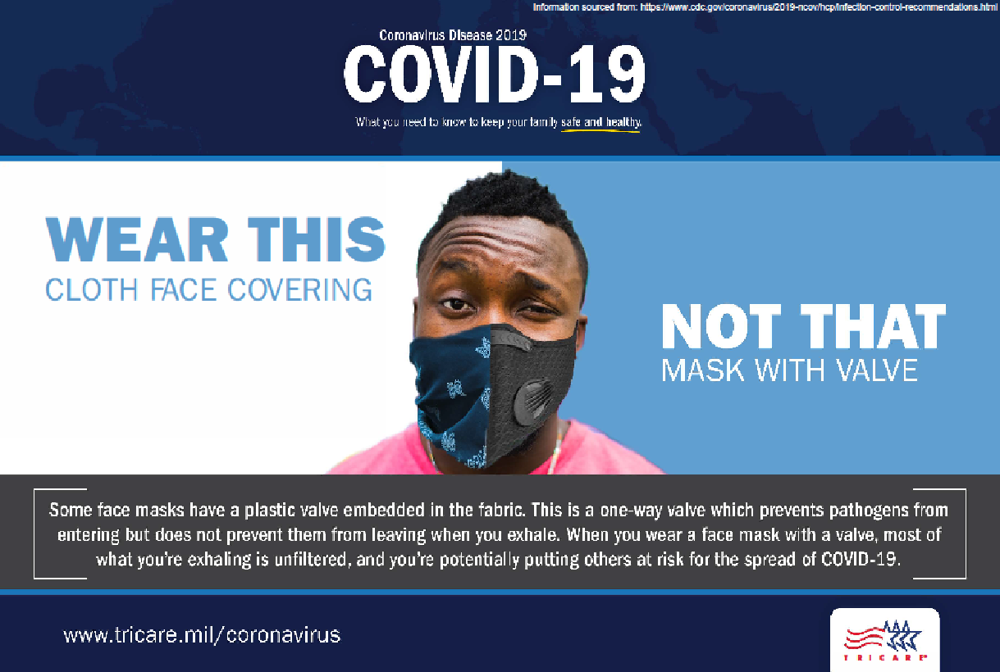 Information sourced from: https://www.cdc.gov/coronavirus/2019-ncov/hcp/infection-control-recommendations.html
Coronavirus Disease 2019
COVID-19
What you need to know to keep your family safe and healthy.
WEAR THIS
CLOTH FACE COVERING
NOT THAT
MASK WITH VALVE
Some face masks have a plastic valve embedded in the fabric. This is a one-way valve which prevents pathogens from
entering but does not prevent them from leaving when you exhale. When you wear a face mask with a valve, most of
what you're exhaling is unfiltered, and you're potentially putting others at risk for the spread of COVID-19.
www.tricare.mil/coronavirus
TRICARE